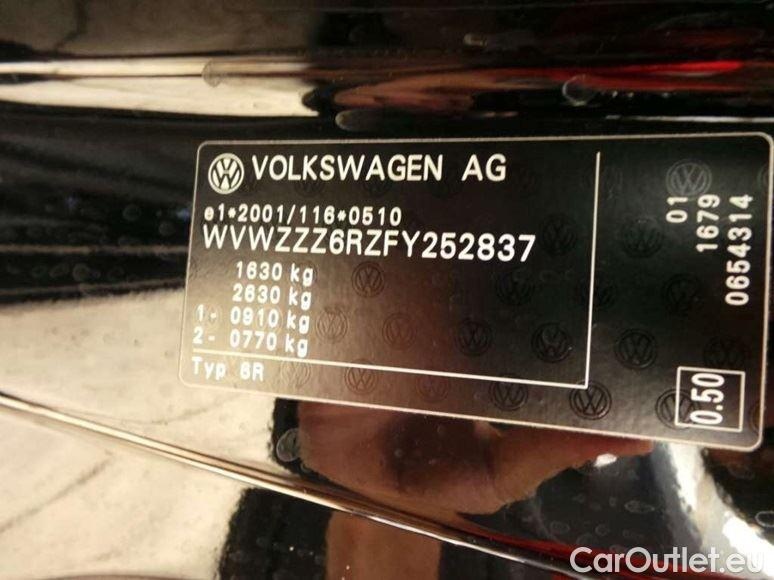 VOLKSWAGEN AG
e1*2001/116*0510
WVWZZZ6RZFY252837
1630 kg
2630 kg
1- 0910 kg
2- 0770 kg
Typ 6R
01
1679
0654314
0.50
CarOutlet.eu